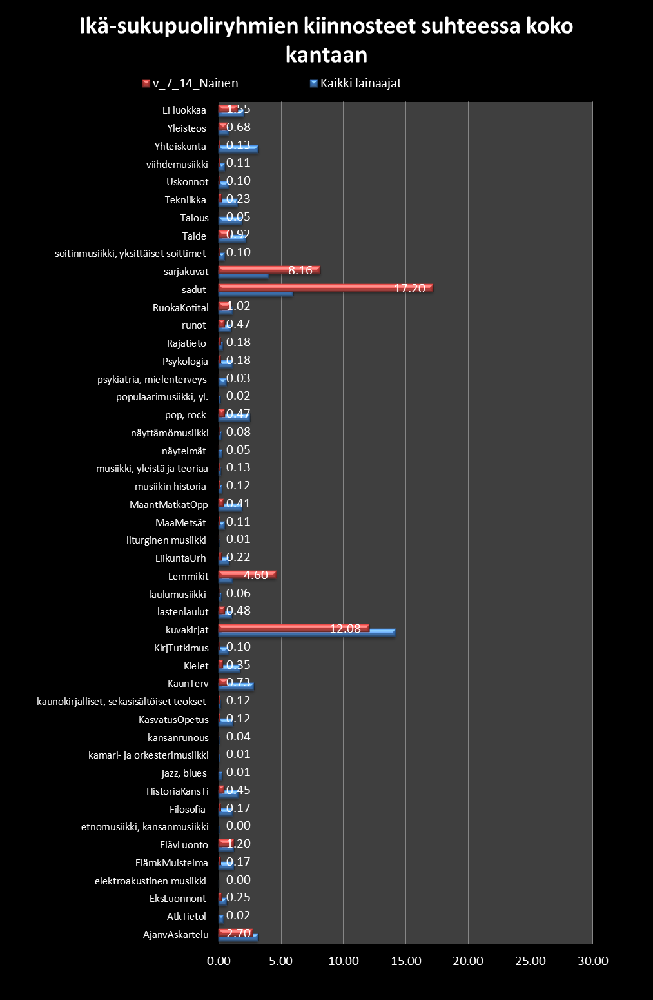 Ikä-sukupuoliryhmien kiinnosteet suhteessa koko
kantaan
v_7_14_Nainen Kaikki lainaajat
Ei luokkaa 1.55
Yleisteos 0.68
Yhteiskunta 0.13
viihdemusiikki 0.11
Uskonnot 0.10
Tekniikka 0.23
Talous 0.05
Taide 0.92
soitinmusiikki, yksittäiset soittimet 0.10
sarjakuvat 8.16
sadut 17.20
RuokaKotital 1.02
runot 0.47
Rajatieto 0.18
Psykologia 0.18
psykiatria, mielenterveys 0.03
populaarimusiikki, yl. 0.02
pop, rock 0.47
näyttämömusiikki 0.08
näytelmät 0.05
musiikki, yleistä ja teoriaa 0.13
musiikin historia 0.12
MaantMatkatOpp 0.41
MaaMetsät 0.11
liturginen musiikki 0.01
LiikuntaUrh 0.22
Lemmikit 4.60
laulumusiikki 0.06
lastenlaulut 0.48
kuvakirjat 12.08
KirjTutkimus 0.10
Kielet 0.35
KaunTerv 0.73
kaunokirjalliset, sekasisältöiset teokset 0.12
KasvatusOpetus 0.12
kansanrunous 0.04
kamari- ja orkesterimusiikki 0.01
jazz, blues 0.01
HistoriaKansTi 0.45
Filosofia 0.17
etnomusiikki, kansanmusiikki 0.00
ElävLuonto 1.20
ElämkMuistelma 0.17
elektroakustinen musiikki 0.00
EksLuonnont 0.25
AtkTietol 0.02
AjanvAskartelu 2.70
0.00 5.00 10.00 15.00 20.00 25.00 30.00